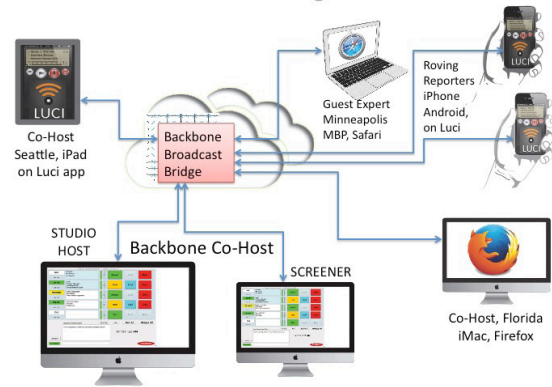 LUCI
Co-Host
Seattle, iPad
on Luci app
Backbone
Broadcast
Bridge
Guest Expert
Minneapolis
MBP, Safari
Roving
Reporters
iPhone
Android,
on Luci
LUCI
LUCI
STUDIO
HOST
Backbone Co-Host
SCREENER
Co-Host, Florida
iMac, Firefox